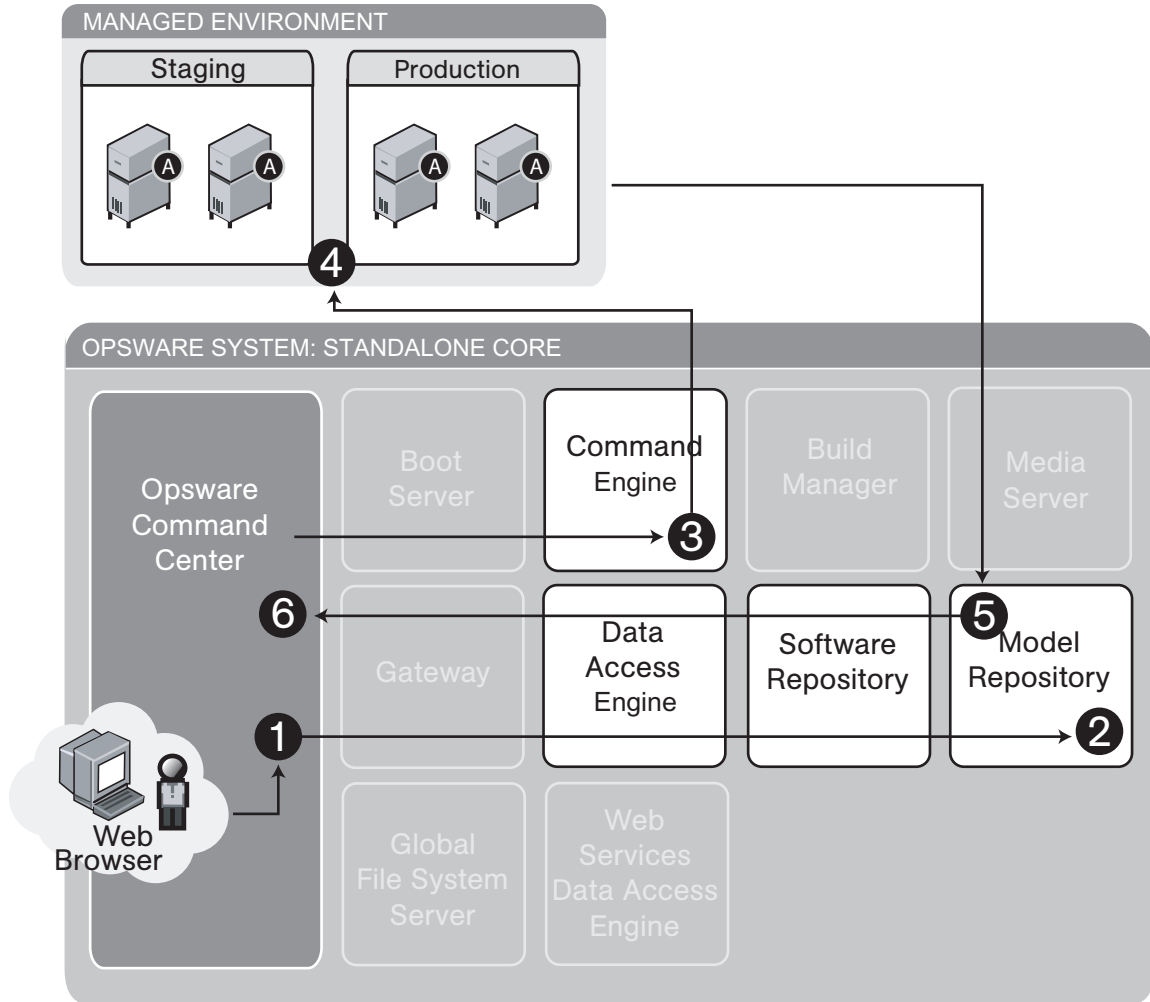 MANAGED ENVIRONMENT
Staging
Production
A
A
A
A
4
OPSWARE SYSTEM: STANDALONE CORE
Opsware
Command
Center
Boot
Server
Command
Engine
3
Build
Manager
Media
Server
6
Gateway
Data
Access
Engine
Software
Repository
5
Model
Repository
1
2
Web
Browser
Global
File System
Server
Web
Services
Data Access
Engine